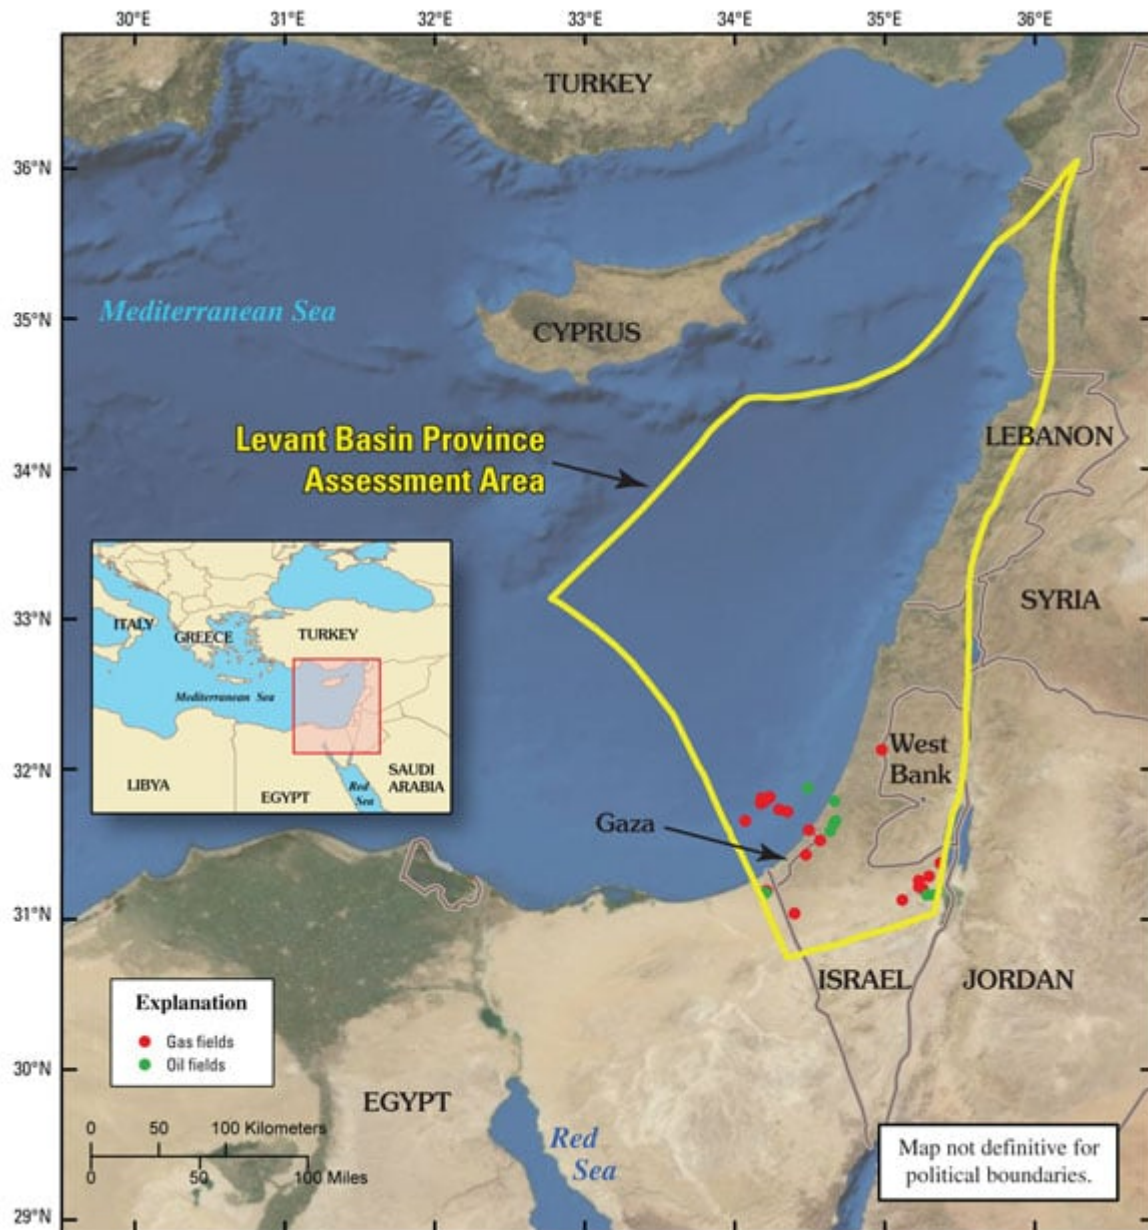 30°E
31°E
32°E
33°E
34°E
35°E
36°E
TURKEY
36°N
Mediterranean Sea
35°N
CYPRUS
Levant Basin Province
Assessment Area
34°N
LEBANON
33°N
SYRIA
ITALY
GREECE
TURKEY
Mediterranean Sea
LIBYA
EGYPT
Red
Sea
SAUDI
ARABIA
32°N
West
Bank
Gaza
31°N
ISRAEL
JORDAN
Explanation
Gas fields
Oil fields
30°N
EGYPT
0 50 100 Kilometers
0 50 100 Miles
Red
Sea
Map not definitive for
political boundaries.
29°N